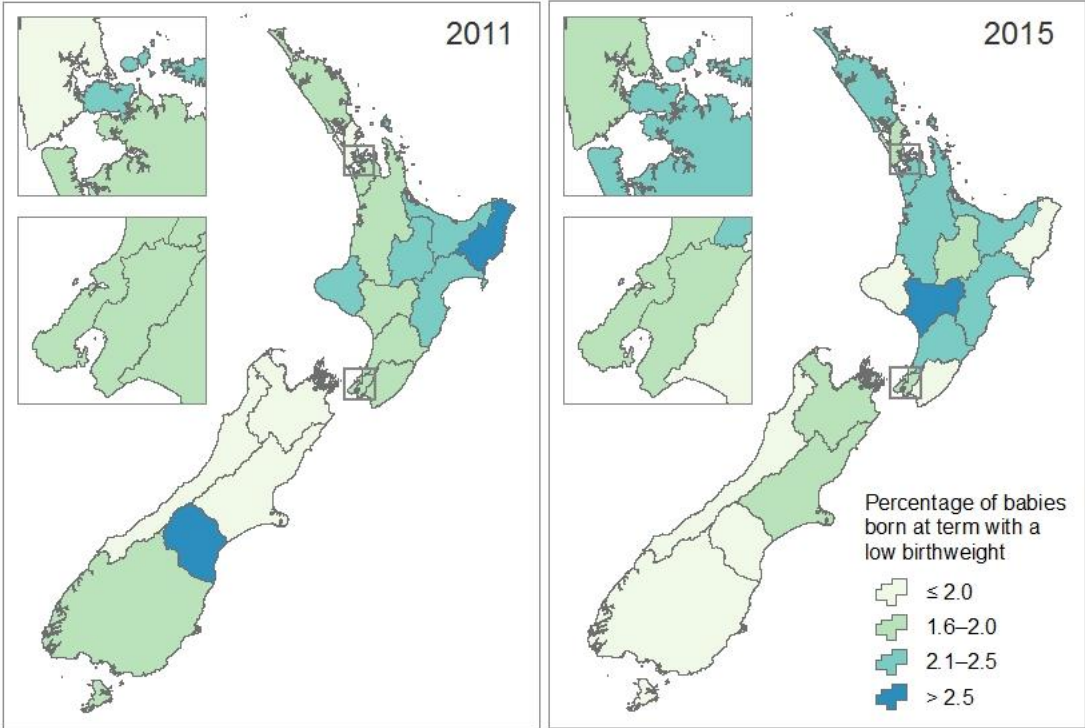 2011
2015
Percentage of babies
born at term with a
low birthweight
≤ 2.0
1.6–2.0
2.1–2.5
> 2.5